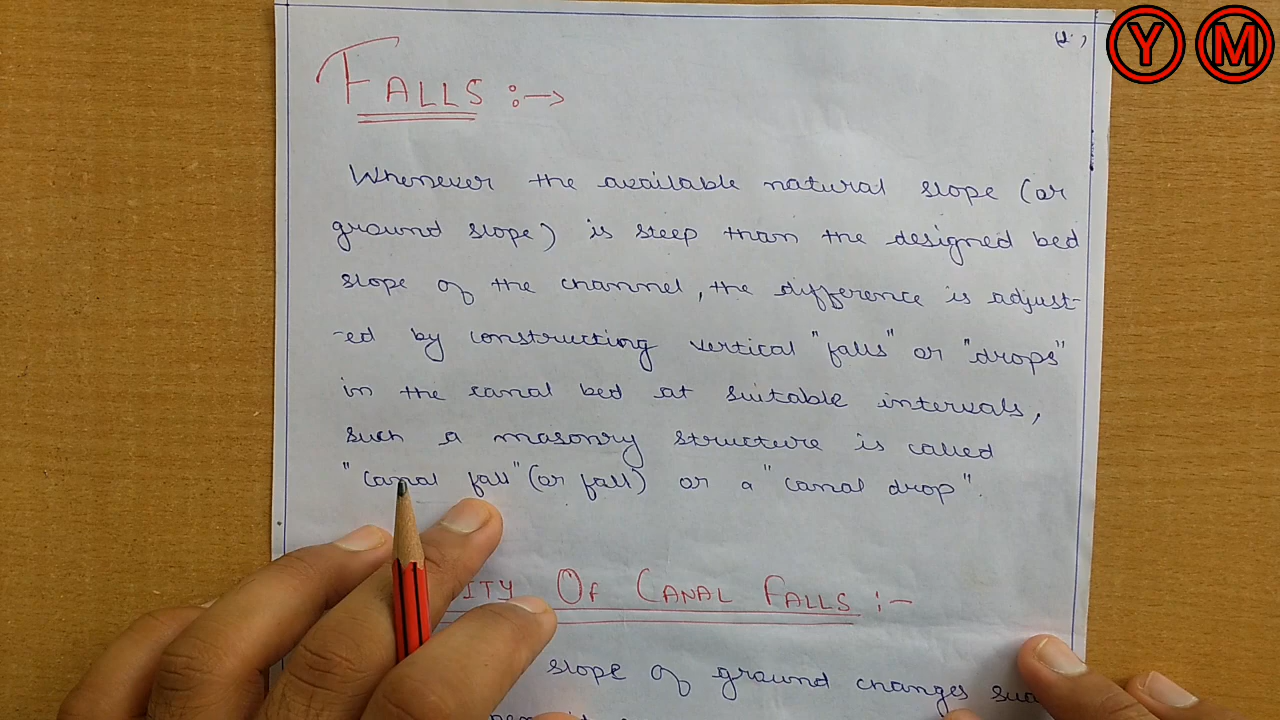 Y M
FALLS :→
Whenever the available natural slope (or
ground slope) is steep than the designed bed
slope of the channel, the difference is adjust-
-ed by constructing vertical "falls" or "drops"
in the canal bed at suitable intervals,
such a masonry structure is called
"canal fall" (or fall) or a "canal drop".
OF CANAL FALLS :-
slope of ground changes